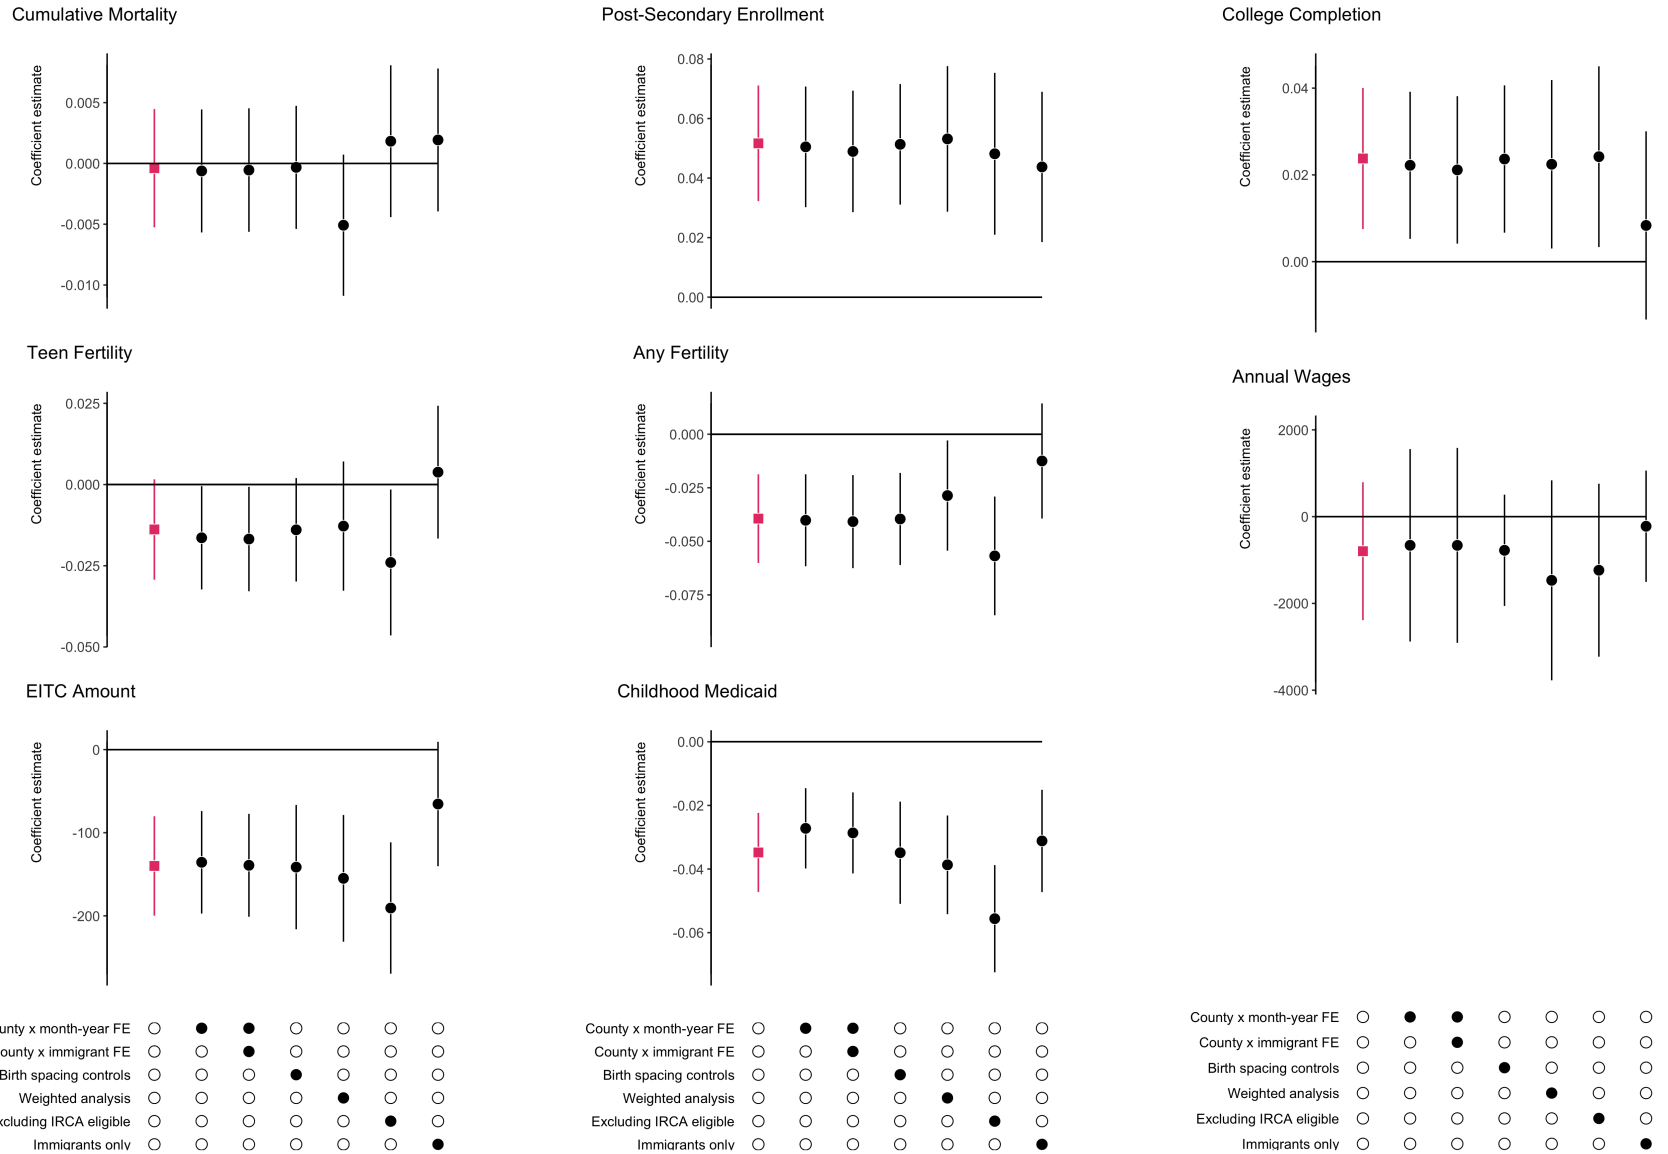 Cumulative Mortality
Coefficient estimate
0.005
0.000
-0.005
-0.010
Post-Secondary Enrollment
Coefficient estimate
0.08
0.06
0.04
0.02
0.00
College Completion
Coefficient estimate
0.04
0.02
0.00
Teen Fertility
Coefficient estimate
0.025
0.000
-0.025
-0.050
Any Fertility
Coefficient estimate
0.000
-0.025
-0.050
-0.075
Annual Wages
Coefficient estimate
2000
0
-2000
-4000
EITC Amount
Coefficient estimate
0
-100
-200
Childhood Medicaid
Coefficient estimate
0.00
-0.02
-0.04
-0.06
unty x month-year FE
ounty x immigrant FE
Birth spacing controls
Weighted analysis
xcluding IRCA eligible
Immigrants only
County x month-year FE
County x immigrant FE
Birth spacing controls
Weighted analysis
Excluding IRCA eligible
Immigrants only
County x month-year FE
County x immigrant FE
Birth spacing controls
Weighted analysis
Excluding IRCA eligible
Immigrants only